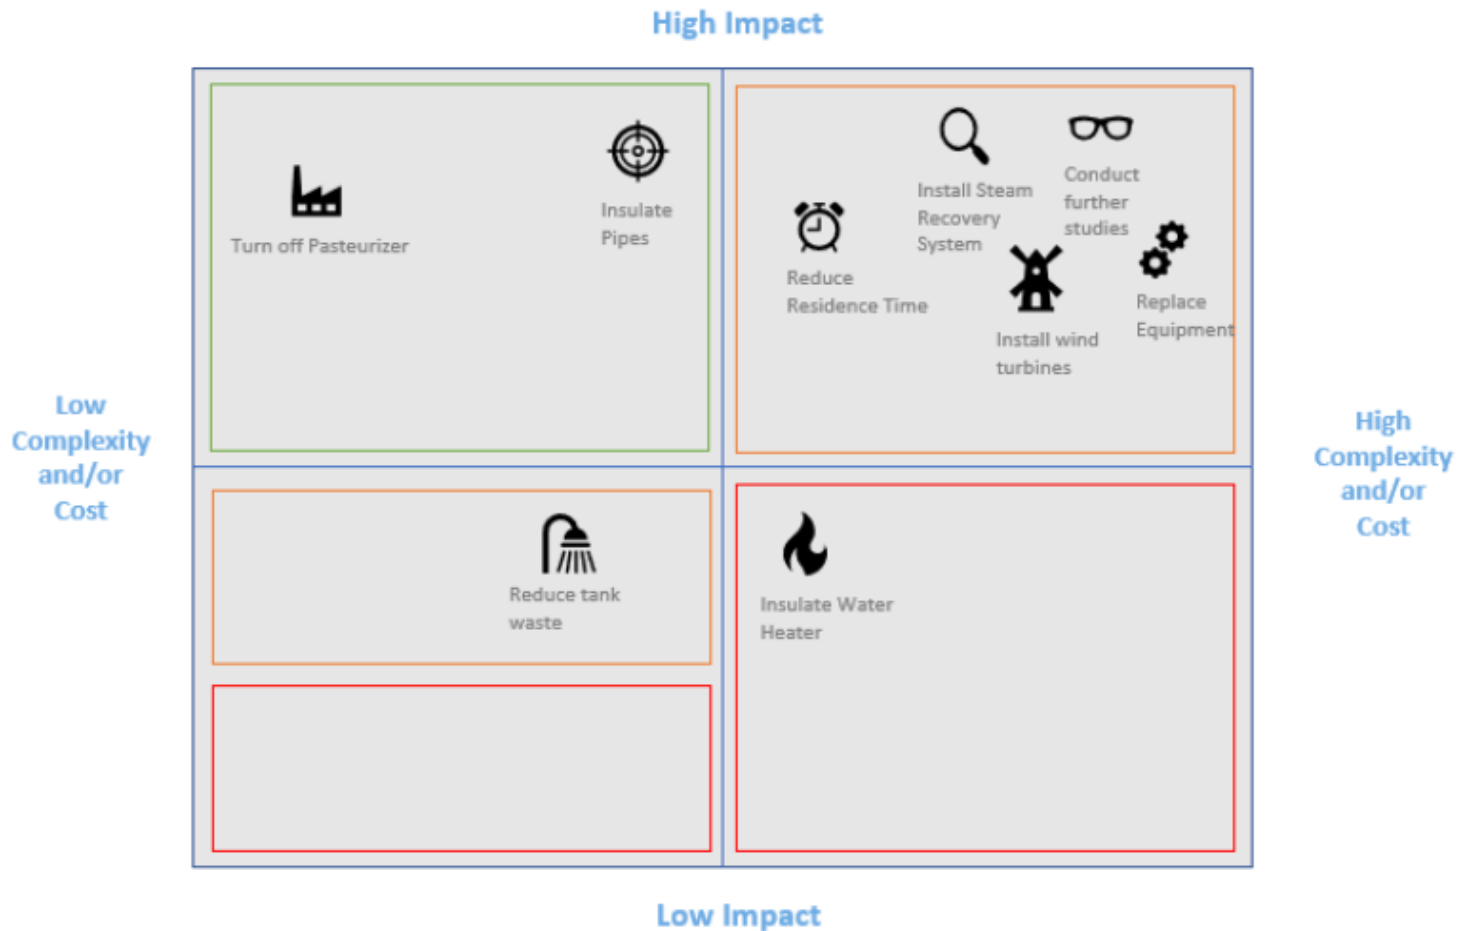 High Impact
Turn off Pasteurizer
Insulate
Pipes
Reduce
Residence Time
Install Steam
Recovery
System
Conduct
further
studies
Install wind
turbines
Replace
Equipment
Low
Complexity
and/or
Cost
High
Complexity
and/or
Cost
Reduce tank
waste
Insulate Water
Heater
Low Impact